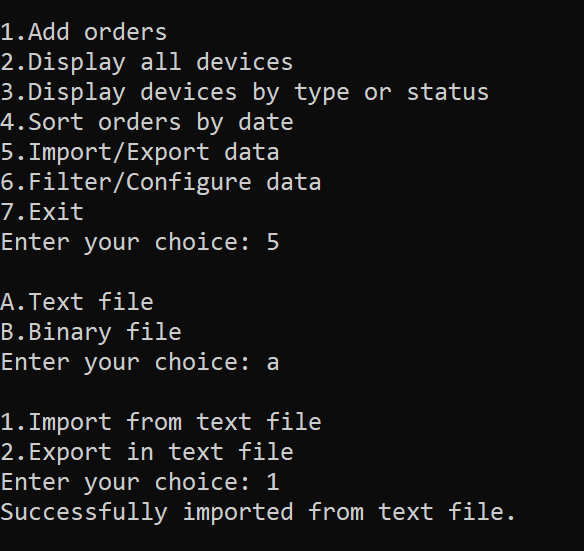 1.Add orders
2.Display all devices
3.Display devices by type or status
4.Sort orders by date
5.Import/Export data
6.Filter/Configure data
7.Exit
Enter your choice: 5
A.Text file
B.Binary file
Enter your choice: a
1.Import from text file
2.Export in text file
Enter your choice: 1
Successfully imported from text file.